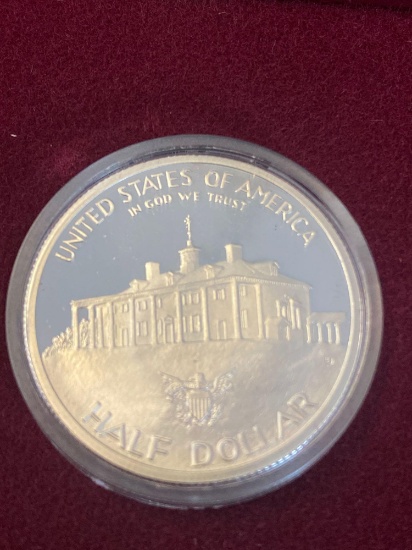 UNITED STATES OF AMERICA
IN GOD WE TRUST
HALF DOLLAR